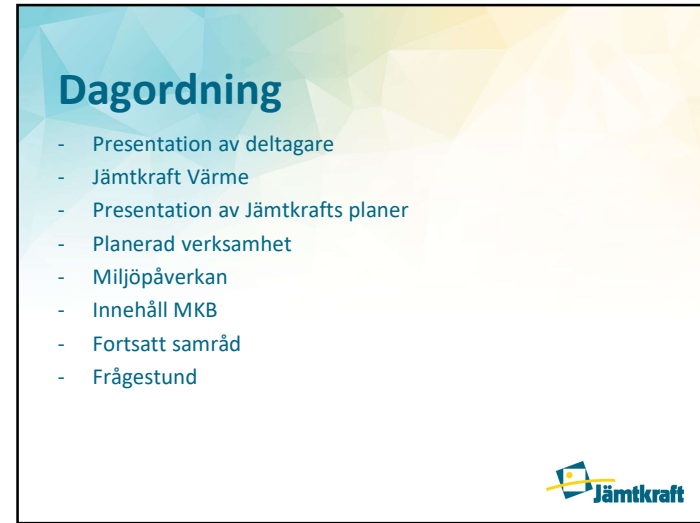 Dagordning
- Presentation av deltagare
- Jämtkraft Värme
- Presentation av Jämtkrafts planer
- Planerad verksamhet
- Miljöpåverkan
- Innehåll MKB
- Fortsatt samråd
- Frågestund
Jämtkraft